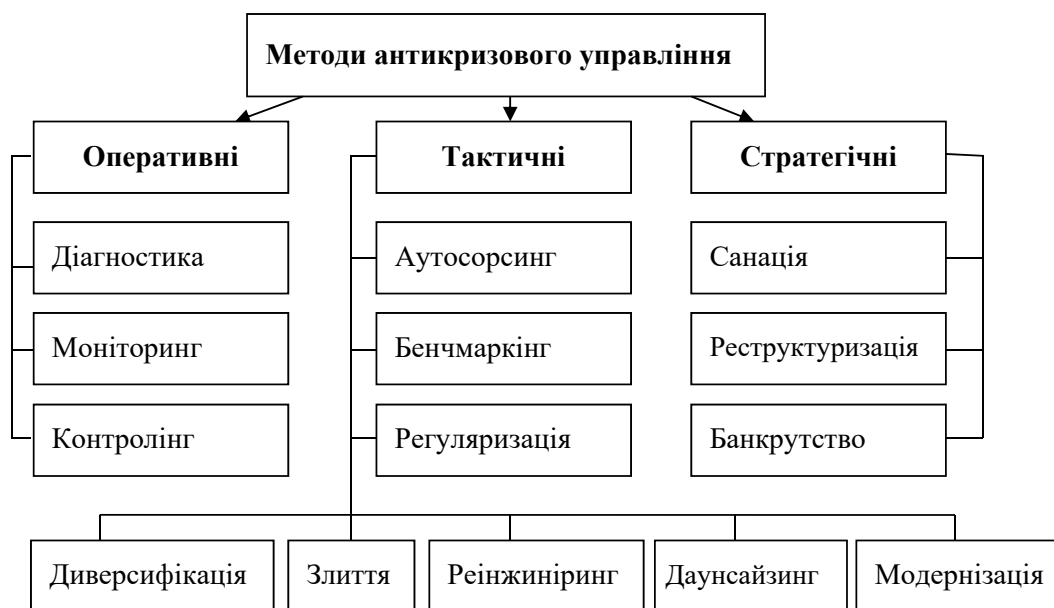 Методи антикризового управління
Оперативні
Тактичні
Стратегічні
Діагностика
Аутосорсинг
Санація
Моніторинг
Бенчмаркінг
Реструктуризація
Контролінг
Регуляризація
Банкрутство
Диверсифікація
Злиття
Реінжиніринг
Даунсайзинг
Модернізація